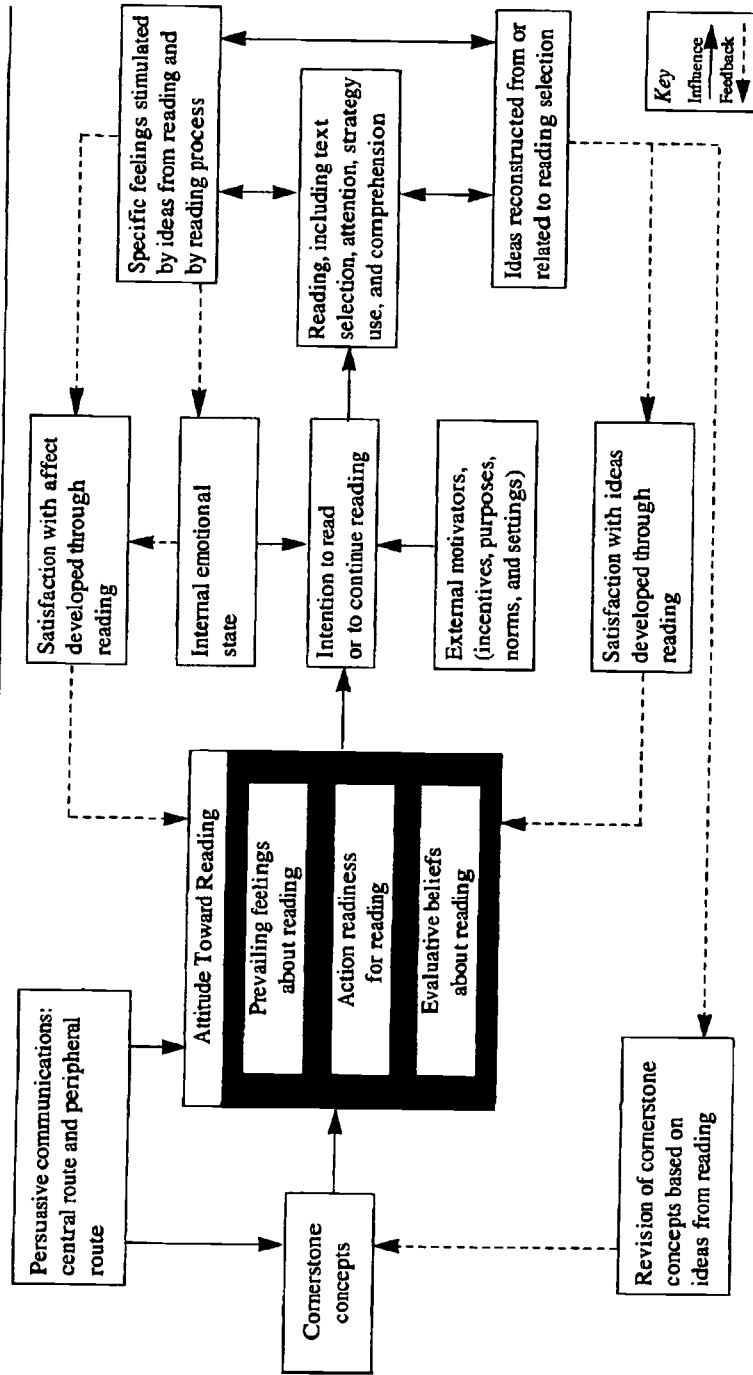 Persuasive communications:
central route and peripheral
route
Cornerstone
concepts
Revision of cornerstone
concepts based on
ideas from reading
Attitude Toward Reading
Prevailing feelings
about reading
Action readiness
for reading
Evaluative beliefs
about reading
Satisfaction with affect
developed through
reading
Internal emotional
state
Intention to read
or to continue reading
External motivators,
(incentives, purposes,
norms, and settings)
Satisfaction with ideas
developed through
reading
Specific feelings stimulated
by ideas from reading and
by reading process
Reading, including text
selection, attention, strategy
use, and comprehension
Ideas reconstructed from or
related to reading selection
Key
Influence
Feedback